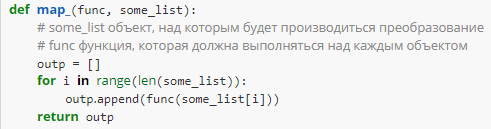 def map_(func, some_list):
    # some_list объект, над которым будет производиться преобразование
    # func функция, которая должна выполняться над каждым объектом
    outp = []
    for i in range(len(some_list)):
        outp.append(func(some_list[i]))
    return outp